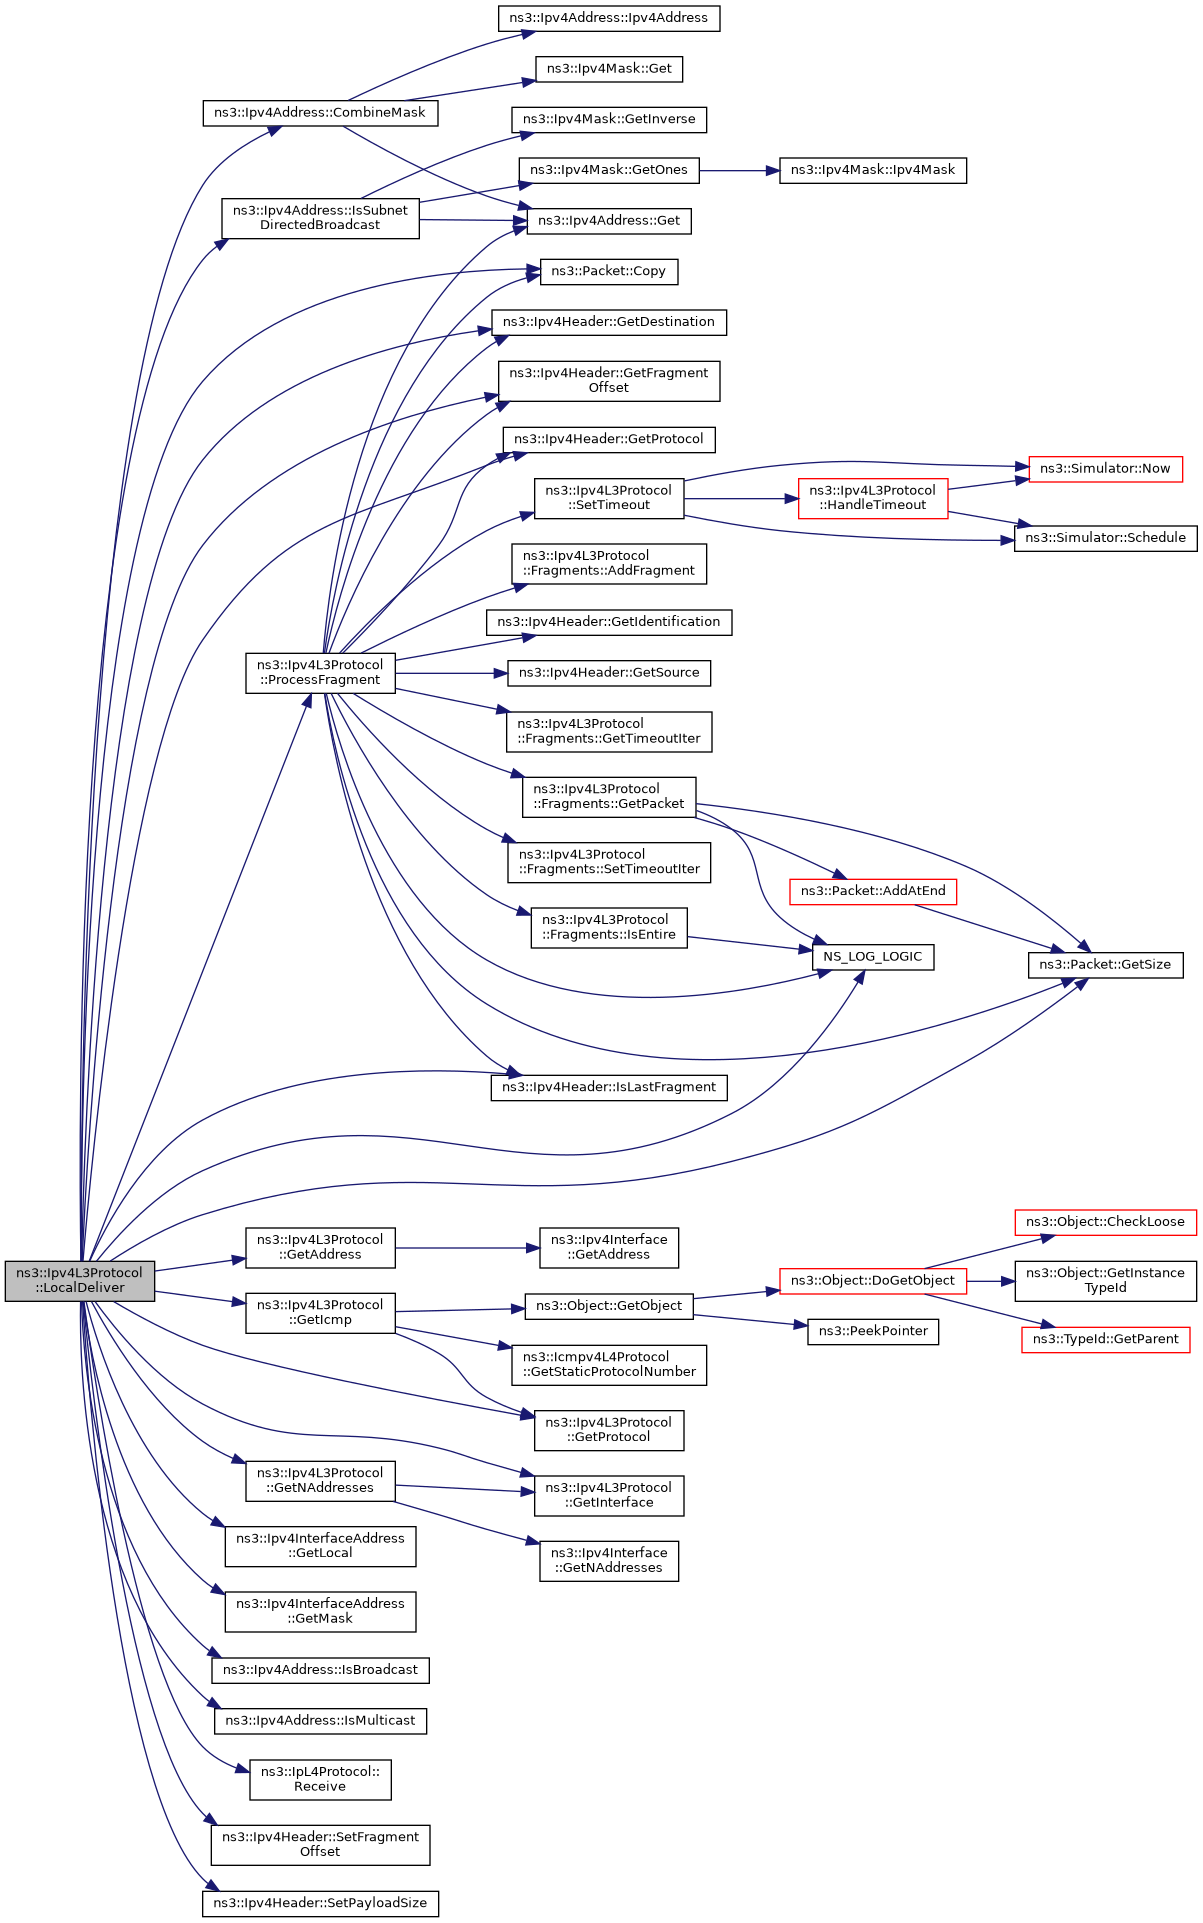 ns3::Ipv4Address::Ipv4Address
ns3::Ipv4Mask::Get
ns3::Ipv4Address::CombineMask
ns3::Ipv4Mask::GetInverse
ns3::Ipv4Mask::GetOnes
ns3::Ipv4Mask::Ipv4Mask
ns3::Ipv4Address::IsSubnet
DirectedBroadcast
ns3::Ipv4Address::Get
ns3::Packet::Copy
ns3::Ipv4Header::GetDestination
ns3::Ipv4Header::GetFragment
Offset
ns3::Ipv4Header::GetProtocol
ns3::Simulator::Now
ns3::Ipv4L3Protocol
::SetTimeout
ns3::Ipv4L3Protocol
::HandleTimeout
ns3::Simulator::Schedule
ns3::Ipv4L3Protocol
::Fragments::AddFragment
ns3::Ipv4Header::GetIdentification
ns3::Ipv4L3Protocol
::ProcessFragment
ns3::Ipv4Header::GetSource
ns3::Ipv4L3Protocol
::Fragments::GetTimeoutIter
ns3::Ipv4L3Protocol
::Fragments::GetPacket
ns3::Ipv4L3Protocol
::Fragments::SetTimeoutIter
ns3::Packet::AddAtEnd
ns3::Ipv4L3Protocol
::Fragments::IsEntire
NS_LOG_LOGIC
ns3::Packet::GetSize
ns3::Ipv4Header::IsLastFragment
ns3::Ipv4L3Protocol
::LocalDeliver
ns3::Ipv4L3Protocol
::GetAddress
ns3::Ipv4Interface
::GetAddress
ns3::Object::CheckLoose
ns3::Ipv4L3Protocol
::GetIcmp
ns3::Object::GetObject
ns3::Object::DoGetObject
ns3::Object::GetInstance
TypeId
ns3::PeekPointer
ns3::TypeId::GetParent
ns3::Icmpv4L4Protocol
::GetStaticProtocolNumber
ns3::Ipv4L3Protocol
::GetProtocol
ns3::Ipv4L3Protocol
::GetNAddresses
ns3::Ipv4L3Protocol
::GetInterface
ns3::Ipv4InterfaceAddress
::GetLocal
ns3::Ipv4Interface
::GetNAddresses
ns3::Ipv4InterfaceAddress
::GetMask
ns3::Ipv4Address::IsBroadcast
ns3::Ipv4Address::IsMulticast
ns3::IpL4Protocol::
Receive
ns3::Ipv4Header::SetFragment
Offset
ns3::Ipv4Header::SetPayloadSize